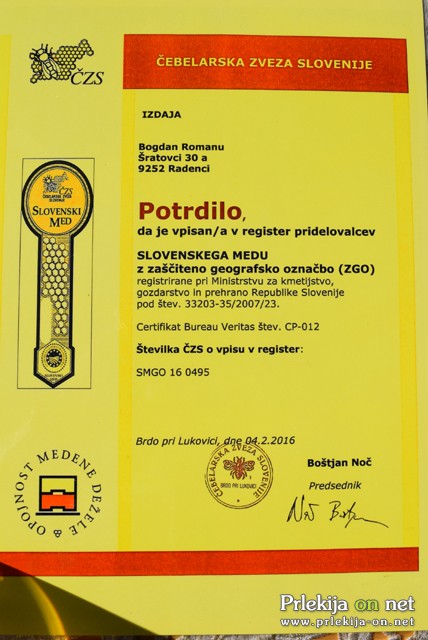 ČZS
ČEBELARSKA ZVEZA SLOVENIJE
IZDAJA
Bogdan Romanu
Šratovci 30 a
9252 Radenci
Potrdilo,
da je vpisan/a v register pridelovalcev
SLOVENSKEGA MEDU
z zaščiteno geografsko označbo (ZGO)
registrirane pri Ministrstvu za kmetijstvo,
gozdarstvo in prehrano Republike Slovenije
pod štev. 33203-35/2007/23.
Certifikat Bureau Veritas štev. CP-012
Številka ČZS o vpisu v register:
SMGO 16 0495
Brdo pri Lukovici, dne 04.2.2016
Boštjan Noč
Predsednik
ČEBELARSKA ZVEZA SLOVENIJE
BRDO PRI LUKOVICI
ČZS
SLOVENSKI
MED
OPOJNOST MEDENE DEŽELE &
Prlekija on net
www.prlekija-on.net